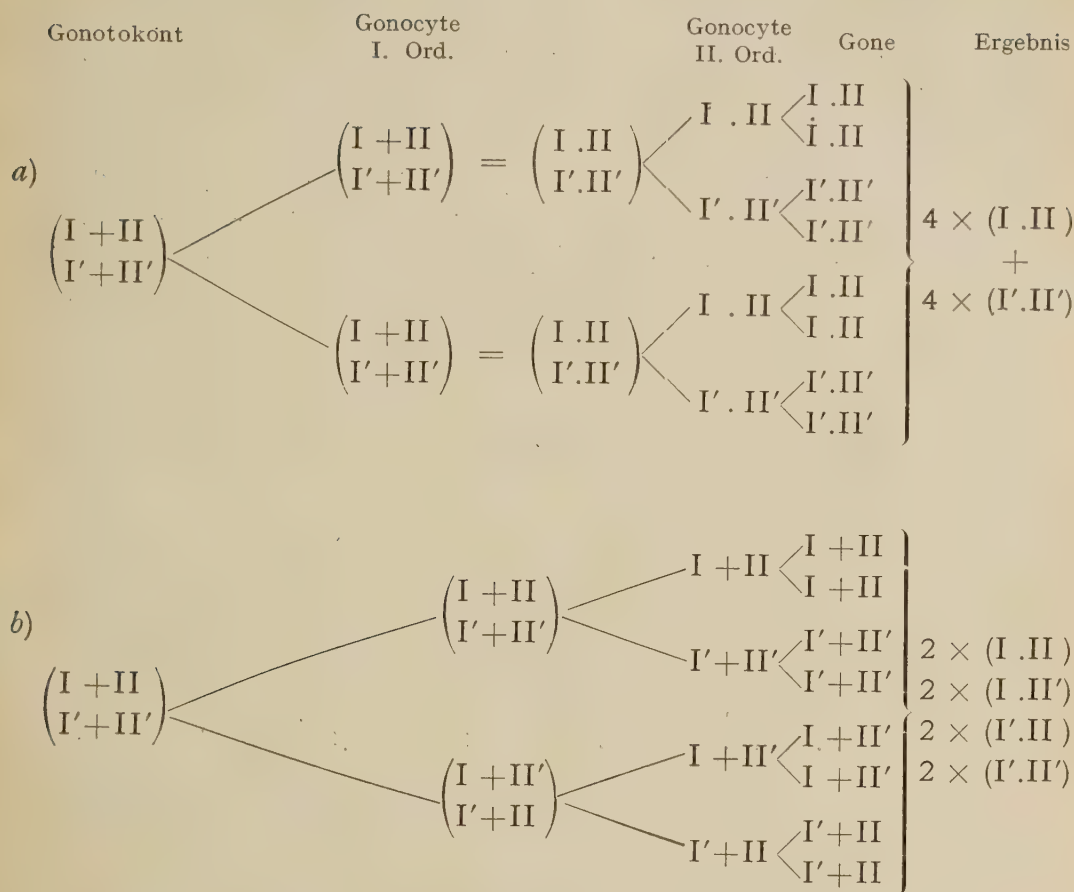 Gonotokont Gonocyte I. Ord. Gonocyte II. Ord. Gone Ergebnis
a)
I +II
I'+II'
I +II
I'+II'
=
I .II
I'.II'
I . II
I .II
I .II
I' . II'
I'.II'
I'.II'
I +II
I'+II'
=
I .II
I'.II'
I . II
I .II
I .II
I' . II'
I'.II'
I'.II'
4 × (I .II )
+
4 × (I'.II')
b)
I +II
I'+II'
I +II
I'+II'
I +II
I +II
I +II
I'+II'
I'+II'
I'+II'
I +II'
I'+II
I +II'
I +II'
I +II'
I'+II
I'+II
I'+II
2 × (I .II )
2 × (I .II')
2 × (I'.II )
2 × (I'.II')